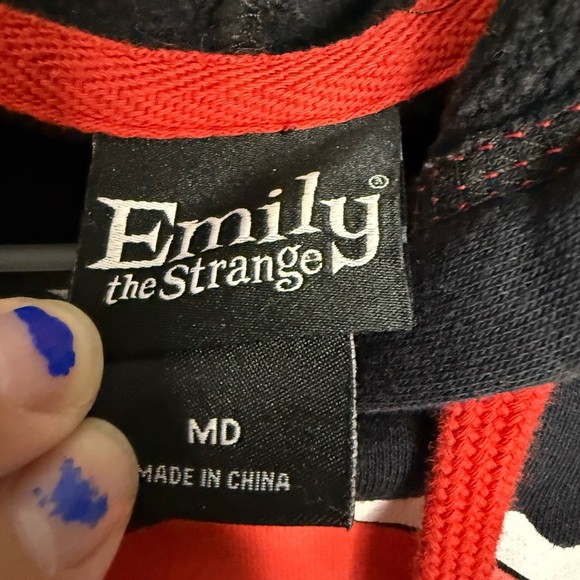 Emily®
the Strange
MD
MADE IN CHINA